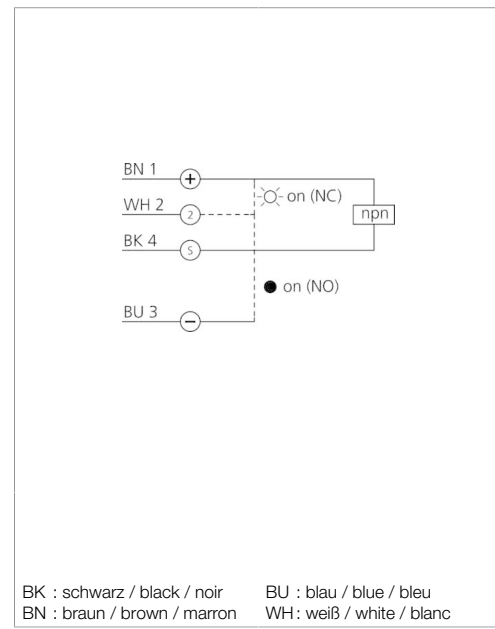 BN 1
+
on (NC)
WH 2
2
npn
BK 4
S
on (NO)
BU 3
−
BK : schwarz / black / noir
BU : blau / blue / bleu
BN : braun / brown / marron
WH : weiß / white / blanc